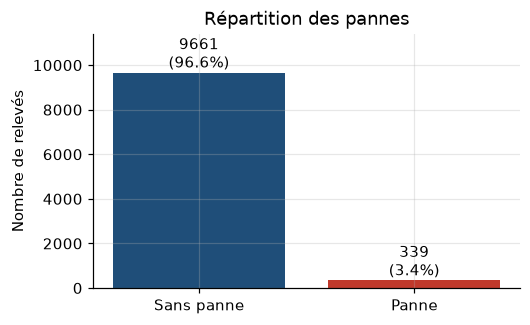 Répartition des pannes
Nombre de relevés
10000
8000
6000
4000
2000
0
9661
(96.6%)
339
(3.4%)
Sans panne
Panne